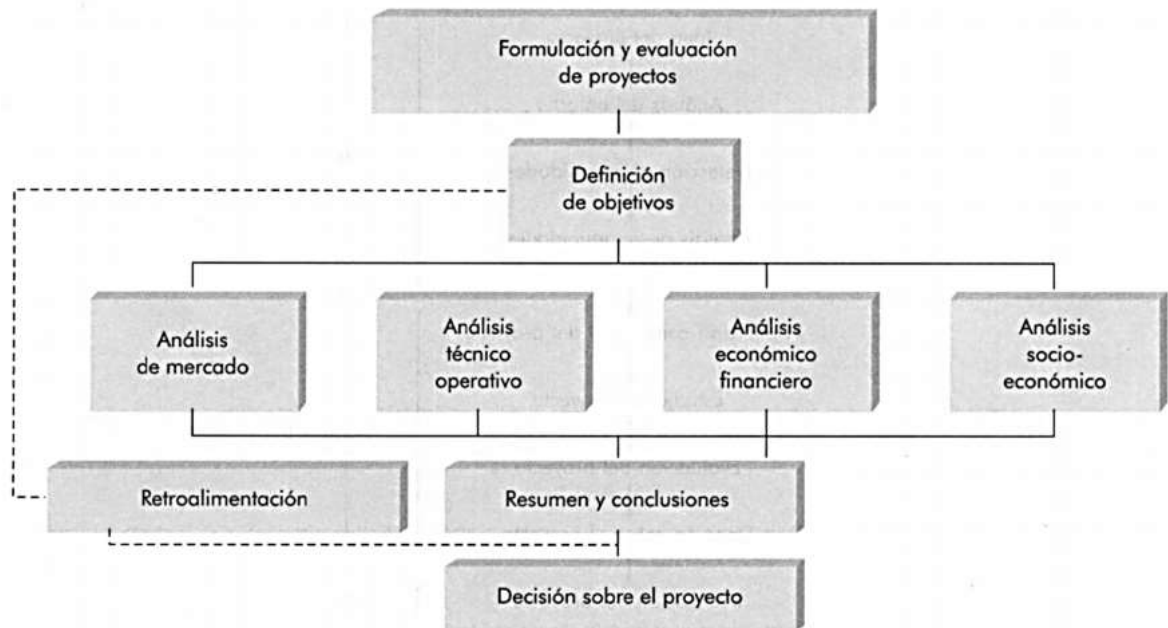 Formulación y evaluación
de proyectos
Definición
de objetivos
Análisis
de mercado
Análisis
técnico
operativo
Análisis
económico
financiero
Análisis
socio-
económico
Retroalimentación
Resumen y conclusiones
Decisión sobre el proyecto